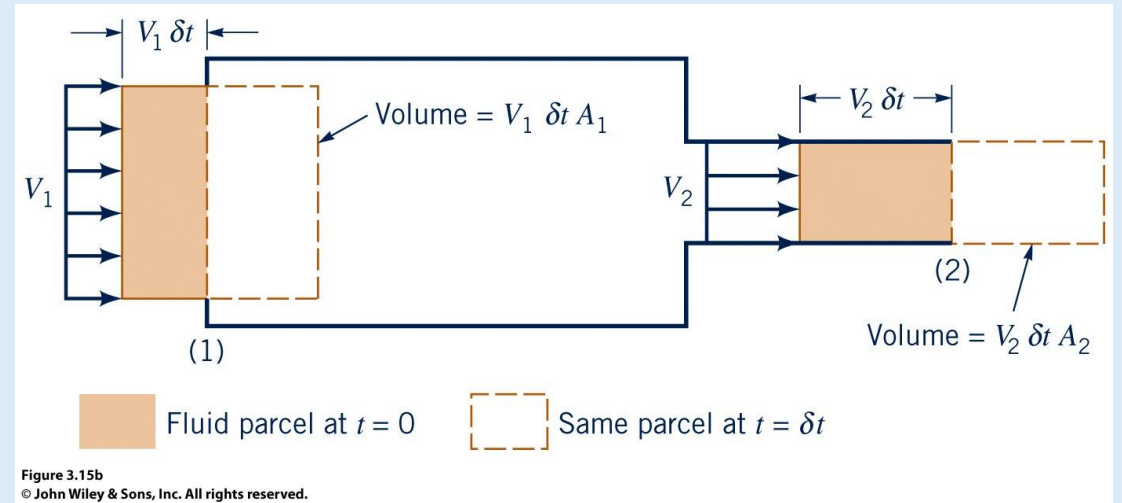 V₁ δt
Volume = V₁ δt A₁
V₂ δt
V₁
V₂
(2)
(1)
Volume = V₂ δt A₂
Fluid parcel at t = 0
Same parcel at t = δt
Figure 3.15b
© John Wiley & Sons, Inc. All rights reserved.